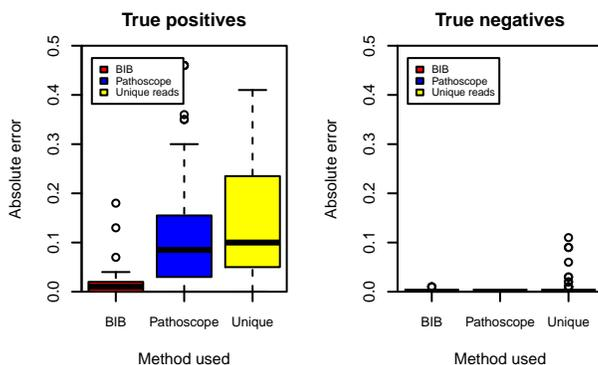 True positives
Absolute error
0.5
0.4
0.3
0.2
0.1
0.0
BIB
Pathoscope
Unique reads
BIB
Pathoscope
Unique
Method used
True negatives
Absolute error
0.5
0.4
0.3
0.2
0.1
0.0
BIB
Pathoscope
Unique reads
BIB
Pathoscope
Unique
Method used